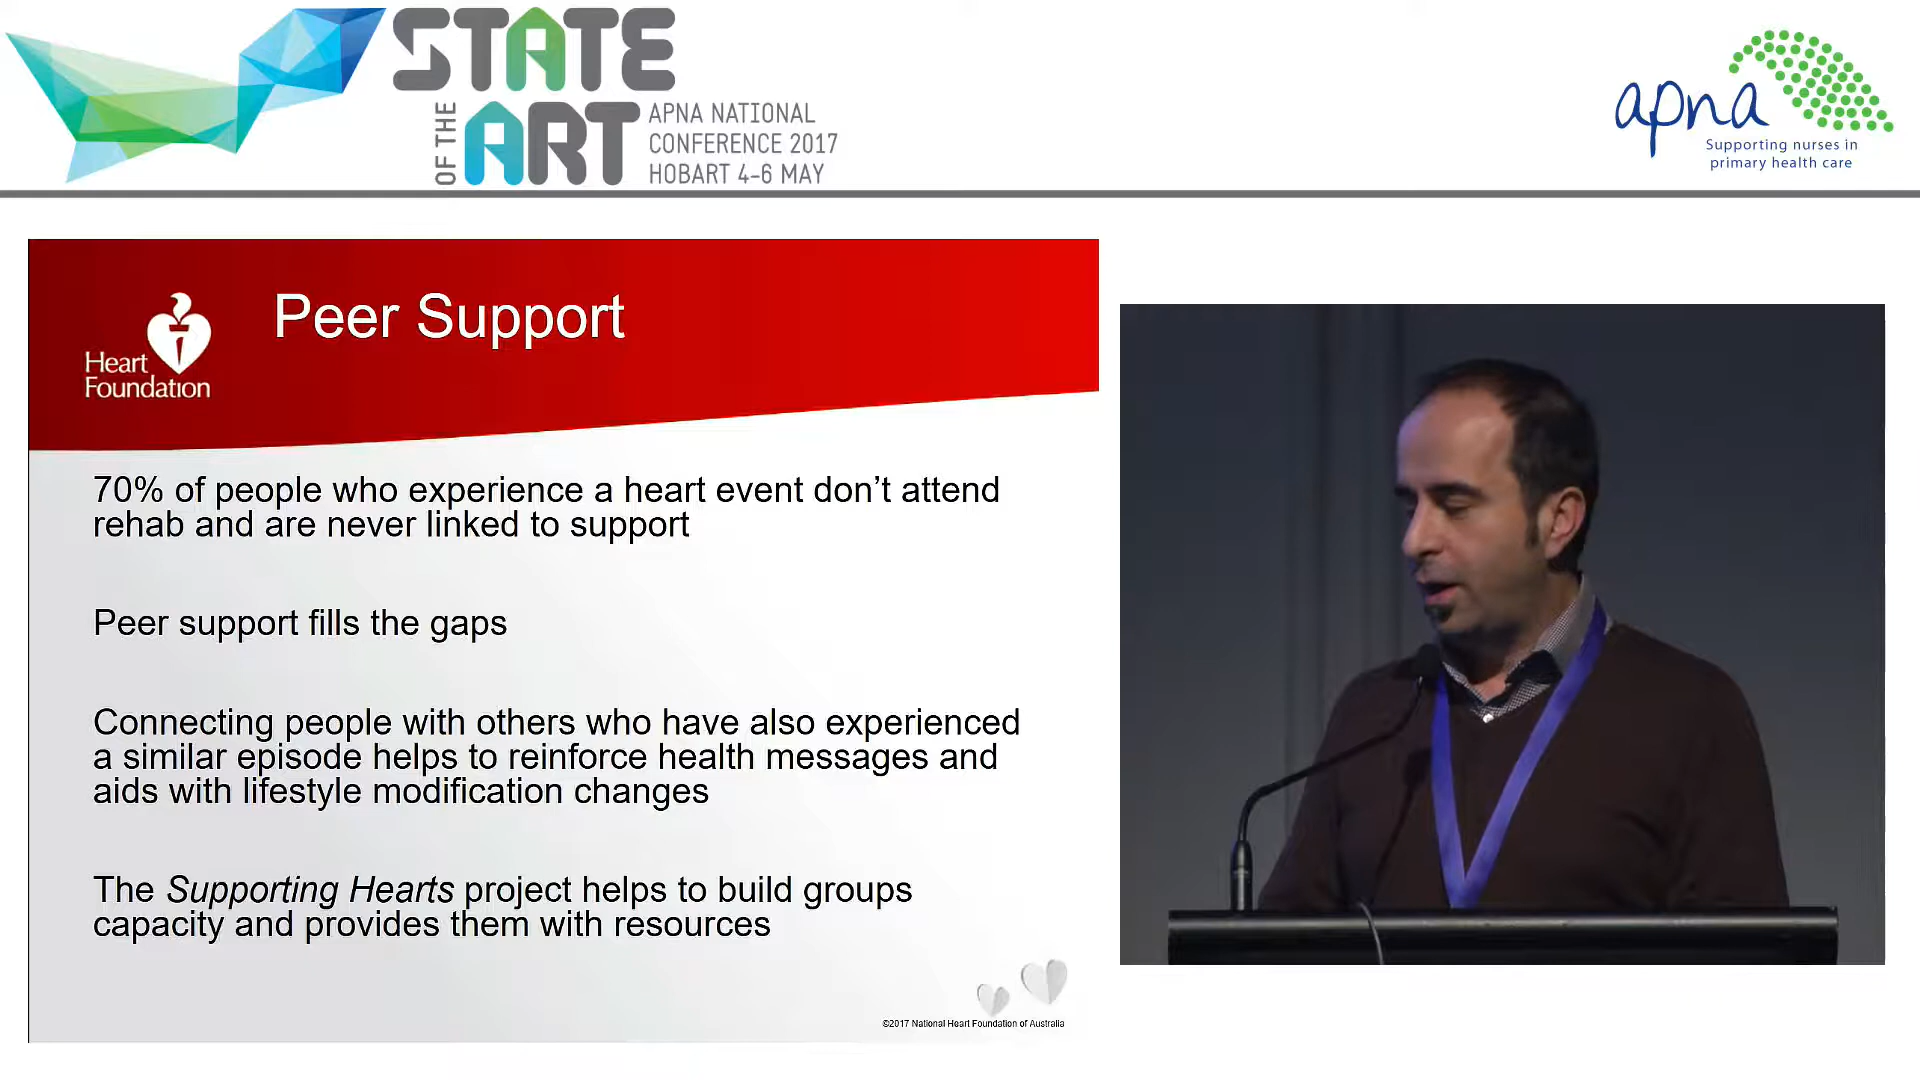 STATE
OF THE
ART
APNA NATIONAL
CONFERENCE 2017
HOBART 4-6 MAY
apna
Supporting nurses in
primary health care
Peer Support
Heart
Foundation
70% of people who experience a heart event don’t attend
rehab and are never linked to support
Peer support fills the gaps
Connecting people with others who have also experienced
a similar episode helps to reinforce health messages and
aids with lifestyle modification changes
The Supporting Hearts project helps to build groups
capacity and provides them with resources
©2017 National Heart Foundation of Australia